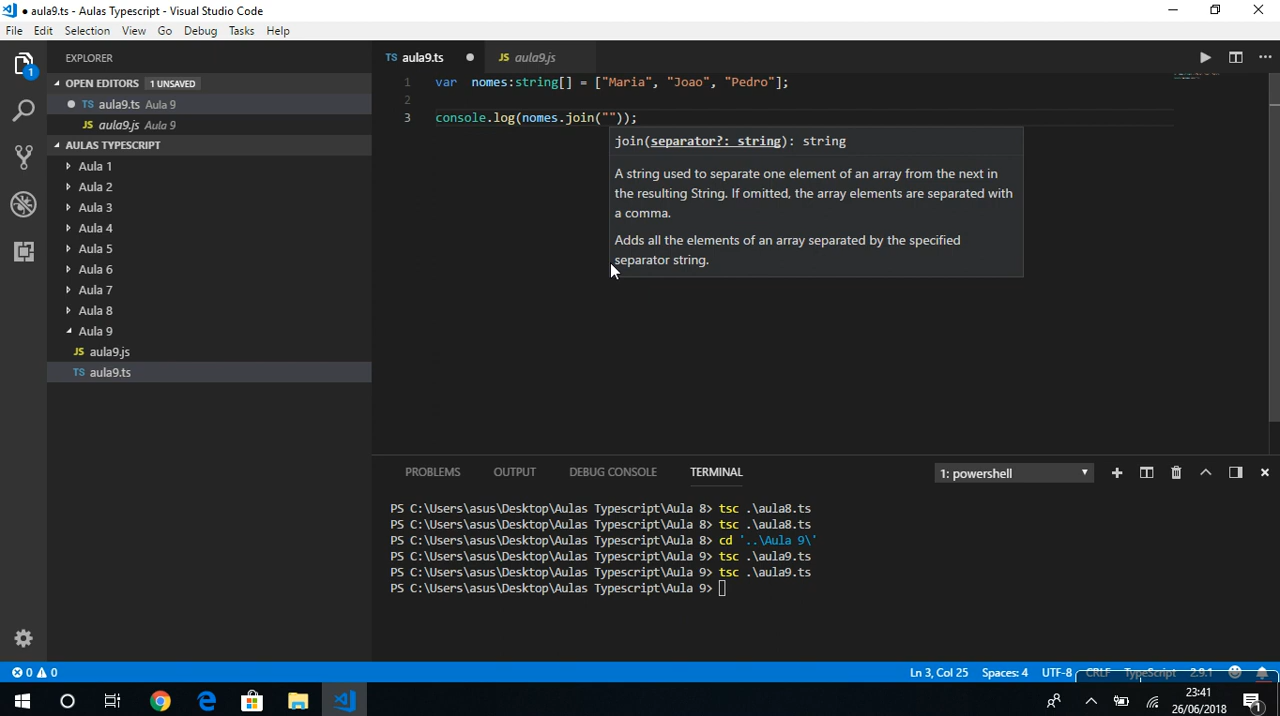 ● aula9.ts - Aulas Typescript - Visual Studio Code
File Edit Selection View Go Debug Tasks Help
1
EXPLORER
OPEN EDITORS 1 UNSAVED
● TS aula9.ts Aula 9
JS aula9.js Aula 9
AULAS TYPESCRIPT
Aula 1
Aula 2
Aula 3
Aula 4
Aula 5
Aula 6
Aula 7
Aula 8
Aula 9
JS aula9.js
TS aula9.ts
TS aula9.ts ● JS aula9.js
1 var  nomes:string[] = ["Maria", "Joao", "Pedro"];
2
3 console.log(nomes.join(""));
join(separator?: string): string
A string used to separate one element of an array from the next in
the resulting String. If omitted, the array elements are separated with
a comma.
Adds all the elements of an array separated by the specified
separator string.
PROBLEMS OUTPUT DEBUG CONSOLE TERMINAL 1: powershell
PS C:\Users\asus\Desktop\Aulas Typescript\Aula 8> tsc .\aula8.ts
PS C:\Users\asus\Desktop\Aulas Typescript\Aula 8> tsc .\aula8.ts
PS C:\Users\asus\Desktop\Aulas Typescript\Aula 8> cd '..\Aula 9\'
PS C:\Users\asus\Desktop\Aulas Typescript\Aula 9> tsc .\aula9.ts
PS C:\Users\asus\Desktop\Aulas Typescript\Aula 9> tsc .\aula9.ts
PS C:\Users\asus\Desktop\Aulas Typescript\Aula 9>
0 0 Ln 3, Col 25 Spaces: 4 UTF-8 CRLF TypeScript 2.9.1
23:41
26/06/2018
1